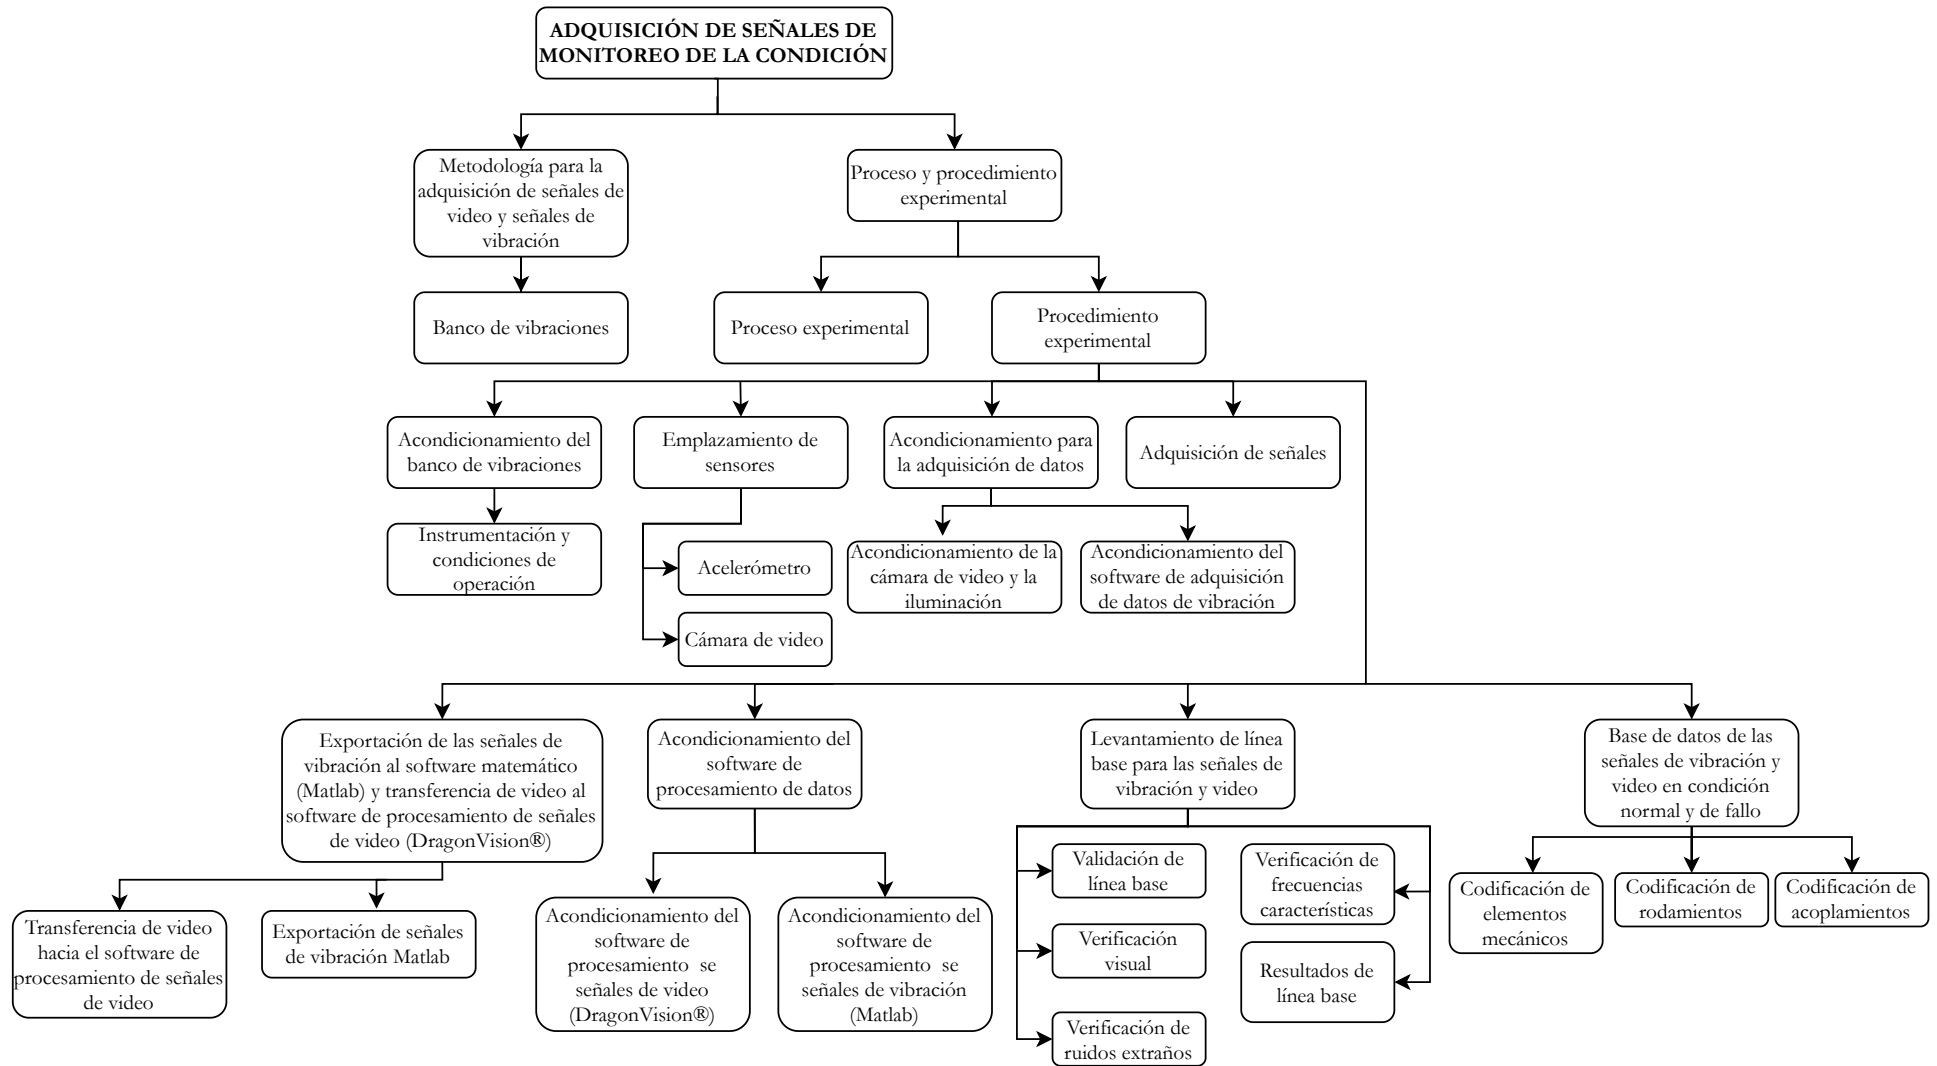 ADQUISICIÓN DE SEÑALES DE
MONITOREO DE LA CONDICIÓN
Metodología para la
adquisición de señales de
video y señales de
vibración
Proceso y procedimiento
experimental
Banco de vibraciones
Proceso experimental
Procedimiento
experimental
Acondicionamiento del
banco de vibraciones
Emplazamiento de
sensores
Acondicionamiento para
la adquisición de datos
Adquisición de señales
Instrumentación y
condiciones de
operación
Acelerómetro
Cámara de video
Acondicionamiento de la
cámara de video y la
iluminación
Acondicionamiento del
software de adquisición
de datos de vibración
Exportación de las señales de
vibración al software matemático
(Matlab) y transferencia de video al
software de procesamiento de señales
de video (DragonVision®)
Acondicionamiento del
software de
procesamiento de datos
Levantamiento de línea
base para las señales de
vibración y video
Base de datos de las
señales de vibración y
video en condición
normal y de fallo
Transferencia de video
hacia el software de
procesamiento de señales
de video
Exportación de señales
de vibración Matlab
Acondicionamiento del
software de
procesamiento se
señales de video
(DragonVision®)
Acondicionamiento del
software de
procesamiento se
señales de vibración
(Matlab)
Validación de
línea base
Verificación
visual
Verificación de
ruidos extraños
Verificación de
frecuencias
características
Resultados de
línea base
Codificación de
elementos
mecánicos
Codificación de
rodamientos
Codificación de
acoplamientos